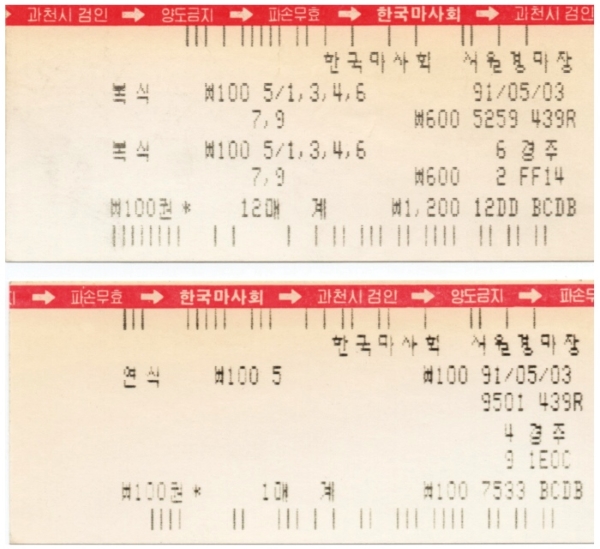 과천시 검인 → 양도금지 → 파손무효 → 한국마사회 → 과천시 검인
한국마사회 서울경마장
복식 ₩100 5/1,3,4,6 91/05/03
7,9 ₩600 5259 439R
복식 ₩100 5/1,3,4,6 6 경주
7,9 ₩600 2 FF14
₩100권 * 12매 계 ₩1,200 12DD BCDB
→ 파손무효 → 한국마사회 → 과천시 검인 → 양도금지 →
한국마사회 서울경마장
연식 ₩100 5 ₩100 91/05/03
9501 439R
4 경주
9 1E0C
₩100권 * 1매 계 ₩100 7533 BCDB